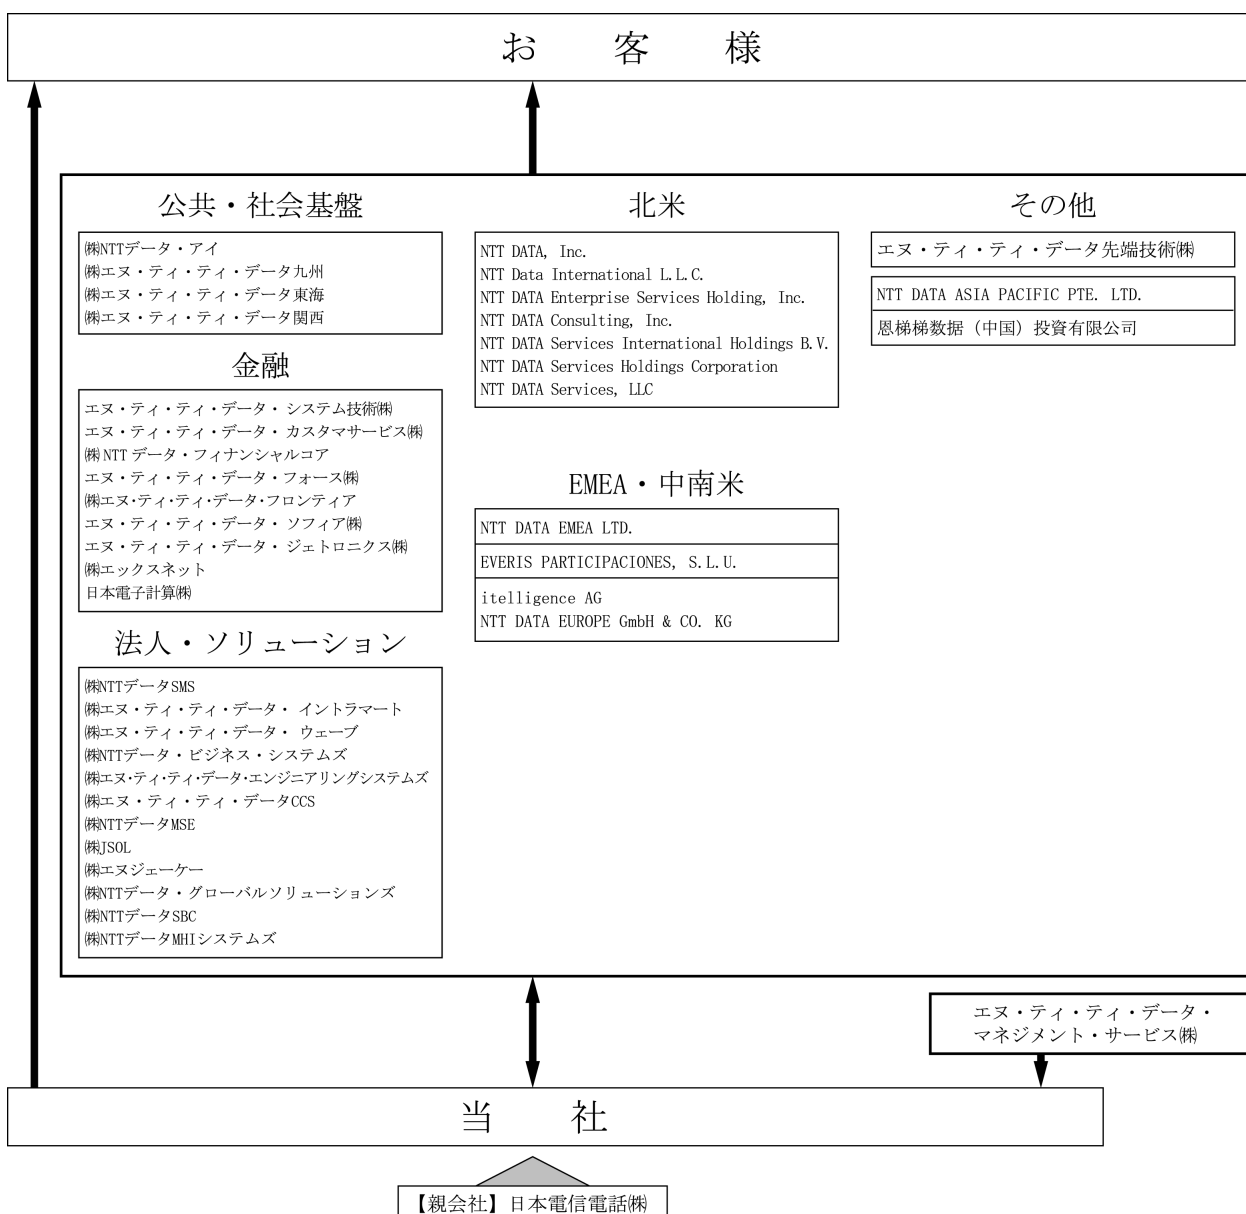 お客様
公共・社会基盤
㈱NTTデータ・アイ
㈱エヌ・ティ・ティ・データ九州
㈱エヌ・ティ・ティ・データ東海
㈱エヌ・ティ・ティ・データ関西
金融
エヌ・ティ・ティ・データ・システム技術㈱
エヌ・ティ・ティ・データ・カスタマサービス㈱
㈱NTTデータ・フィナンシャルコア
エヌ・ティ・ティ・データ・フォース㈱
㈱エヌ・ティ・ティ・データ・フロンティア
エヌ・ティ・ティ・データ・ソフィア㈱
エヌ・ティ・ティ・データ・ジェトロニクス㈱
㈱エックスネット
日本電子計算㈱
法人・ソリューション
㈱NTTデータSMS
㈱エヌ・ティ・ティ・データ・イントラマート
㈱エヌ・ティ・ティ・データ・ウェーブ
㈱NTTデータ・ビジネス・システムズ
㈱エヌ・ティ・ティ・データ・エンジニアリングシステムズ
㈱エヌ・ティ・ティ・データCCS
㈱NTTデータMSE
㈱JSOL
㈱エヌジェーケー
㈱NTTデータ・グローバルソリューションズ
㈱NTTデータSBC
㈱NTTデータMHIシステムズ
北米
NTT DATA, Inc.
NTT Data International L.L.C.
NTT DATA Enterprise Services Holding, Inc.
NTT DATA Consulting, Inc.
NTT DATA Services International Holdings B.V.
NTT DATA Services Holdings Corporation
NTT DATA Services, LLC
EMEA・中南米
NTT DATA EMEA LTD.
EVERIS PARTICIPACIONES, S.L.U.
itelligence AG
NTT DATA EUROPE GmbH & CO. KG
その他
エヌ・ティ・ティ・データ先端技術㈱
NTT DATA ASIA PACIFIC PTE. LTD.
恩梯梯数据（中国）投資有限公司
エヌ・ティ・ティ・データ・
マネジメント・サービス㈱
当社
【親会社】日本電信電話㈱